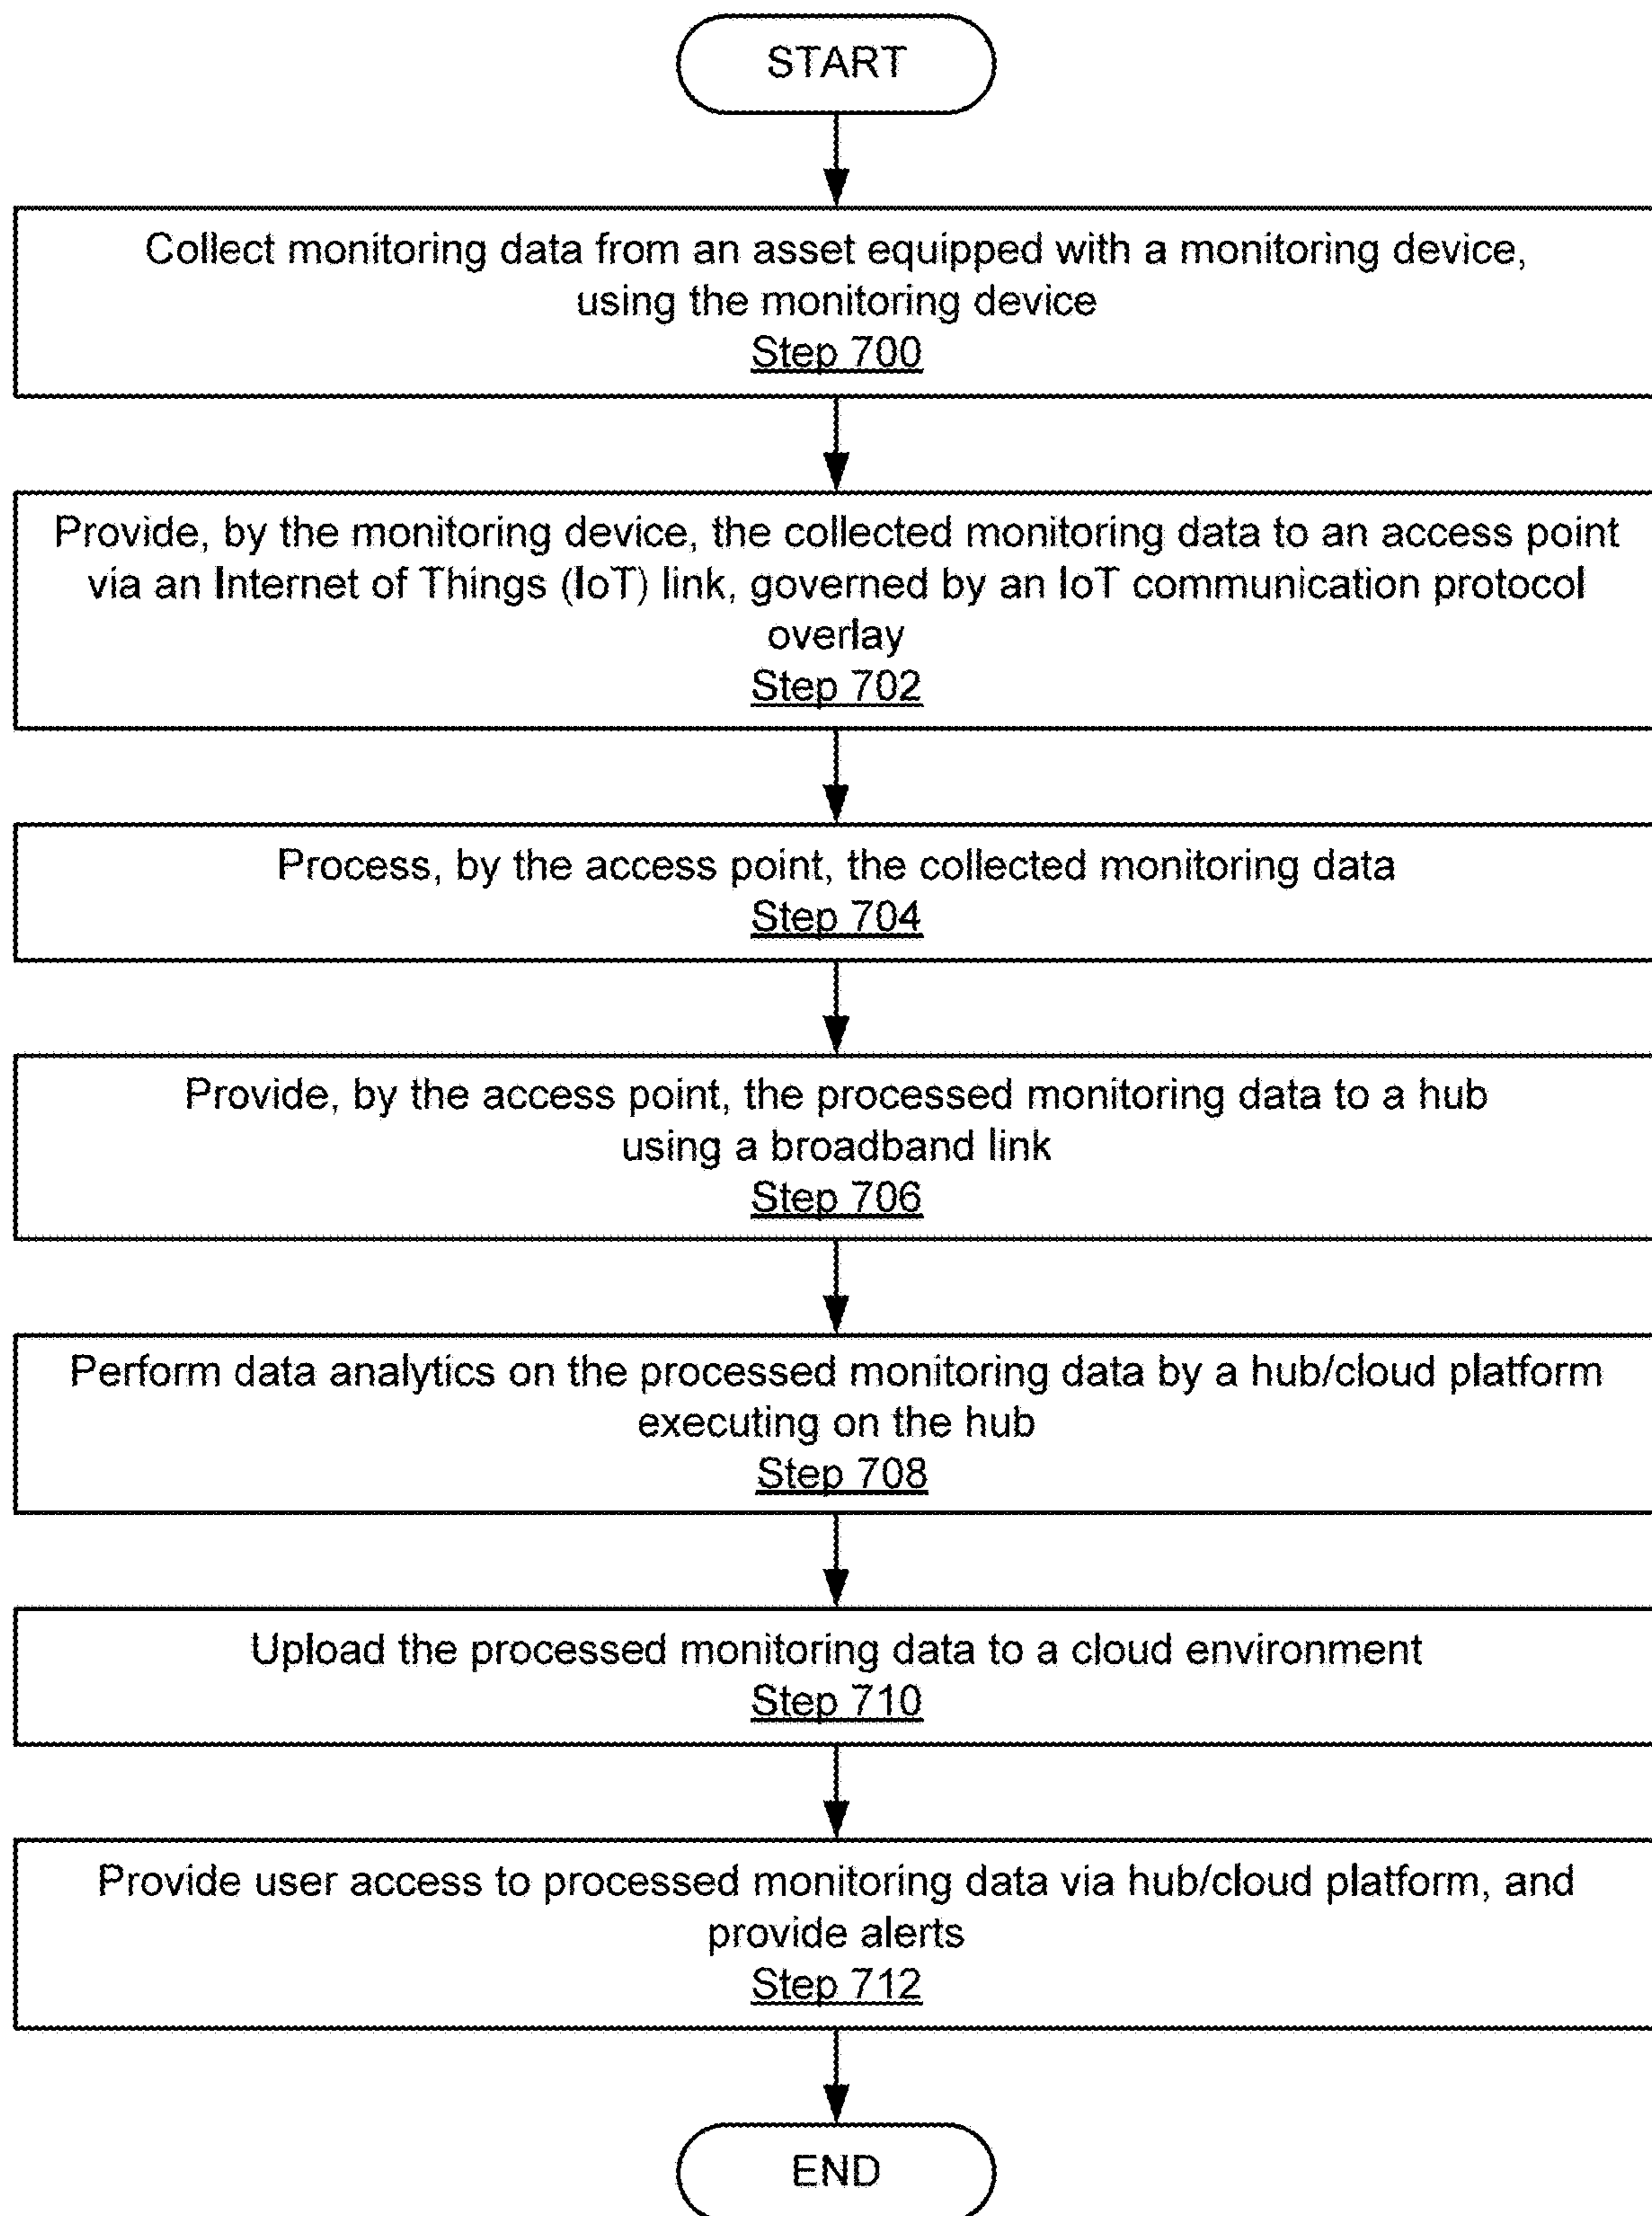 START
Collect monitoring data from an asset equipped with a monitoring device,
using the monitoring device
Step 700
Provide, by the monitoring device, the collected monitoring data to an access point
via an Internet of Things (IoT) link, governed by an IoT communication protocol
overlay
Step 702
Process, by the access point, the collected monitoring data
Step 704
Provide, by the access point, the processed monitoring data to a hub
using a broadband link
Step 706
Perform data analytics on the processed monitoring data by a hub/cloud platform
executing on the hub
Step 708
Upload the processed monitoring data to a cloud environment
Step 710
Provide user access to processed monitoring data via hub/cloud platform, and
provide alerts
Step 712
END